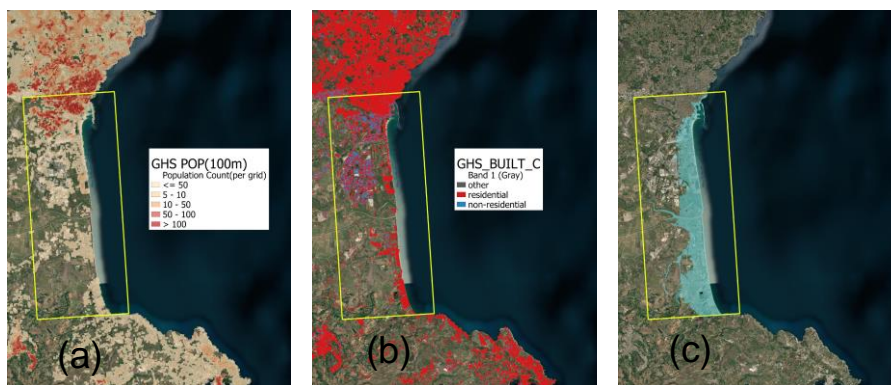 GHS POP(100m)
Population Count(per grid)
<= 50
5 - 10
10 - 50
50 - 100
> 100
(a)
GHS_BUILT_C
Band 1 (Gray)
other
residential
non-residential
(b)
(c)